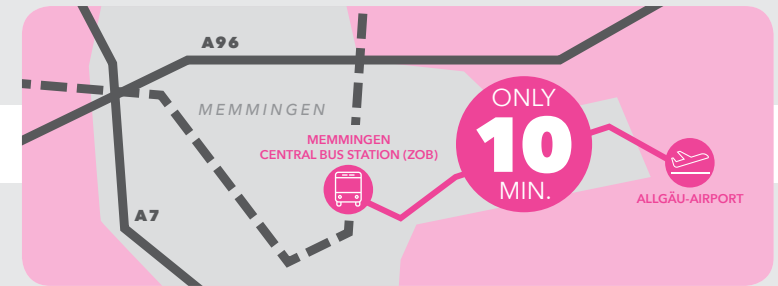 A96
MEMMINGEN
MEMMINGEN
CENTRAL BUS STATION (ZOB)
ONLY
10
MIN.
ALLGÄU-AIRPORT
A7